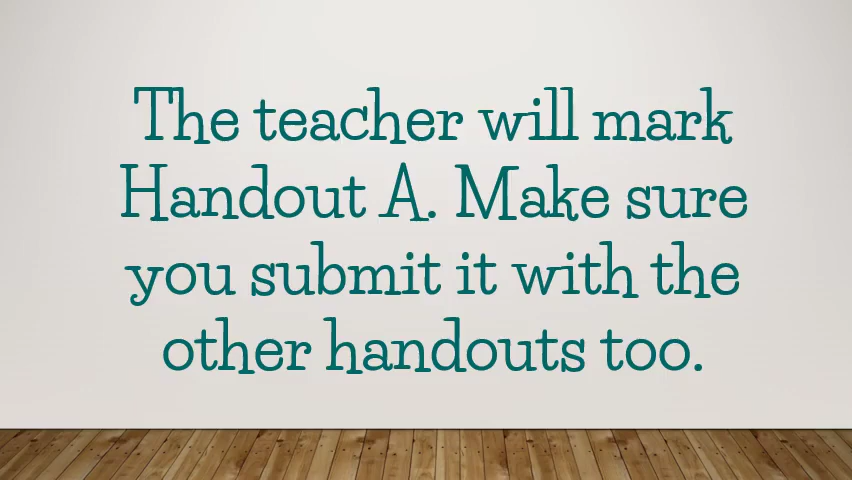 The teacher will mark
Handout A. Make sure
you submit it with the
other handouts too.